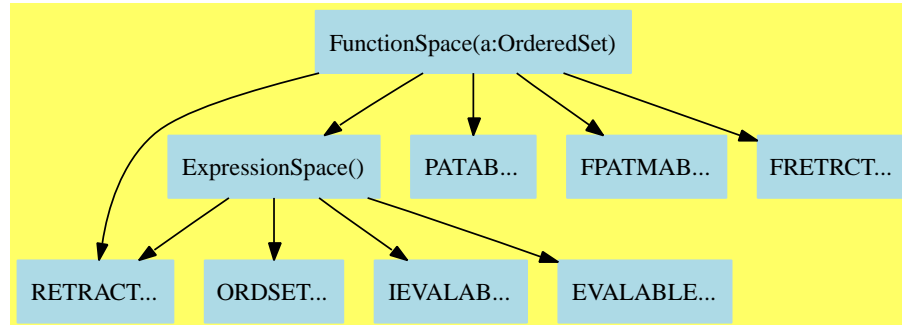 FunctionSpace(a:OrderedSet)
ExpressionSpace()
PATAB...
FPATMAB...
FRETRCT...
RETRACT...
ORDSET...
IEVALAB...
EVALABLE...